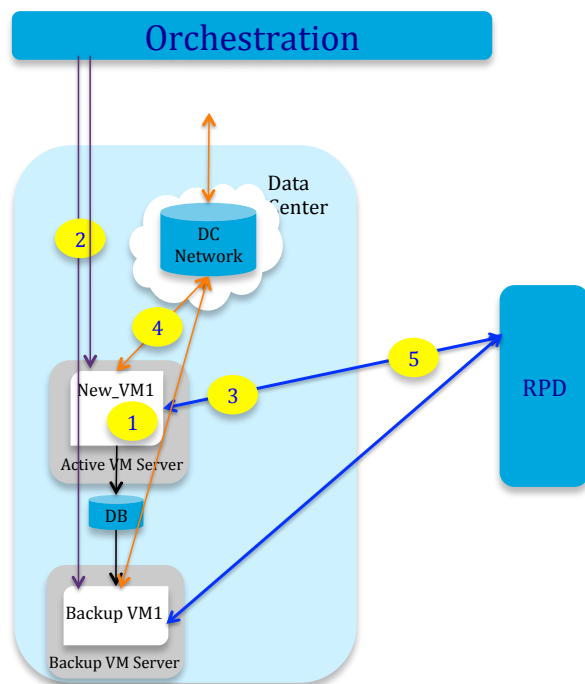 Orchestration
Data
Center
DC
Network
2
4
5
RPD
New_VM1
3
1
Active VM Server
DB
Backup VM1
Backup VM Server